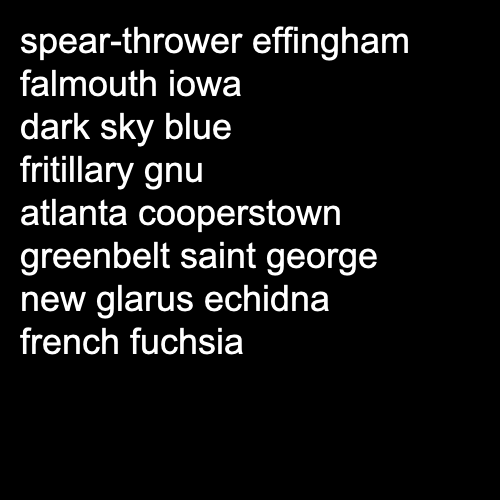 spear-thrower effingham
falmouth iowa
dark sky blue
fritillary gnu
atlanta cooperstown
greenbelt saint george
new glarus echidna
french fuchsia